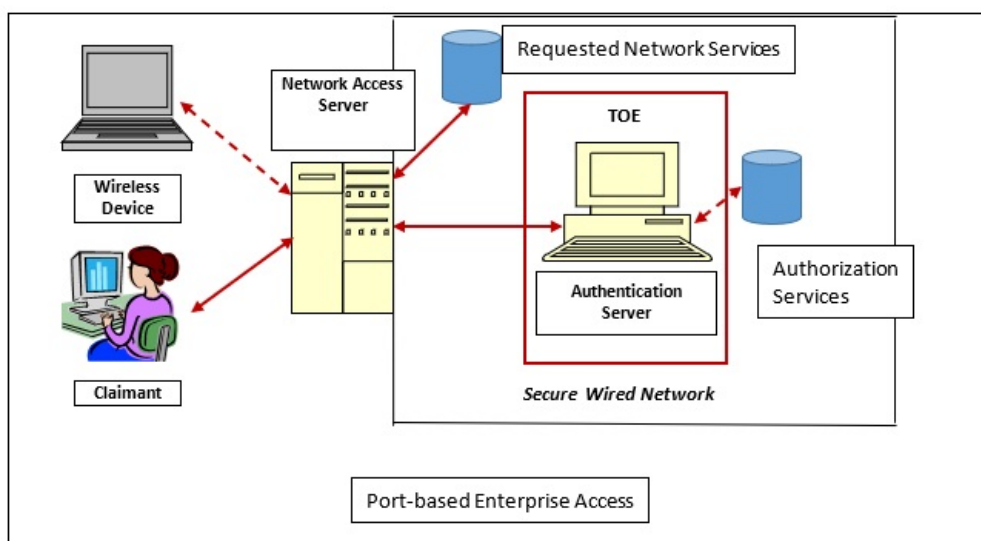 Requested Network Services
Network Access
Server
TOE
Wireless
Device
Authorization
Services
Authentication
Server
Claimant
Secure Wired Network
Port-based Enterprise Access